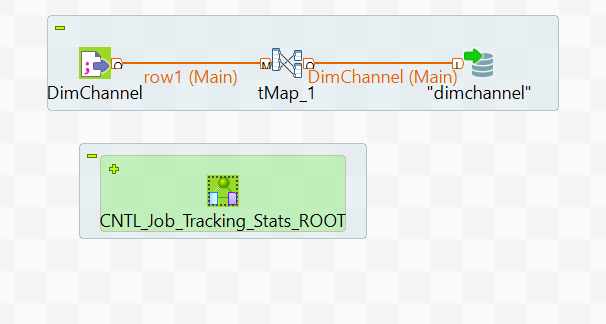 DimChannel
row1 (Main)
tMap_1
DimChannel (Main)
"dimchannel"
CNTL_Job_Tracking_Stats_ROOT